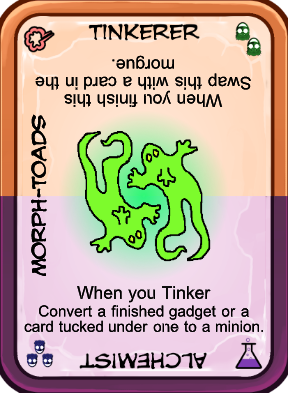 TINKERER
When you finish this
Swap this with a card in the
morgue.
MORPH-TOADS
When you Tinker
Convert a finished gadget or a
card tucked under one to a minion.
ALCHEMIST